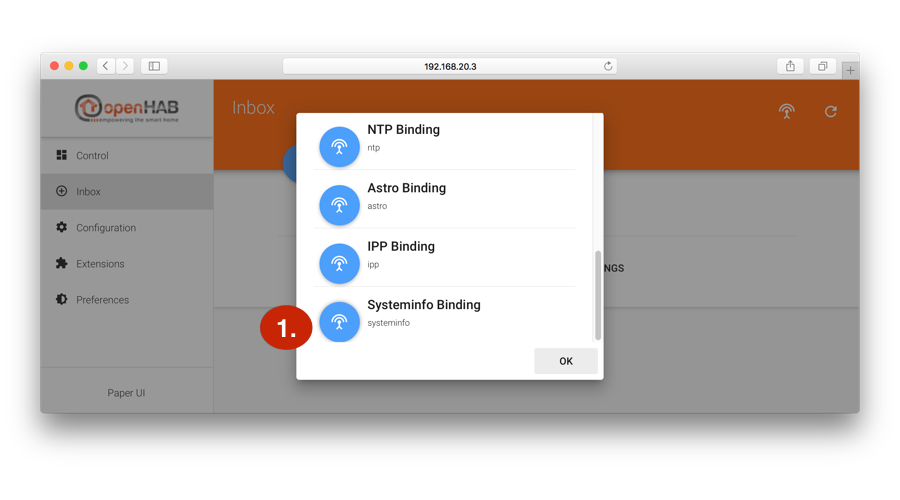 192.168.20.3
openHAB
empowering the smart home
Inbox
Control
Inbox
Configuration
Extensions
Preferences
Paper UI
NTP Binding
ntp
Astro Binding
astro
IPP Binding
ipp
Systeminfo Binding
systeminfo
1.
OK
NGS